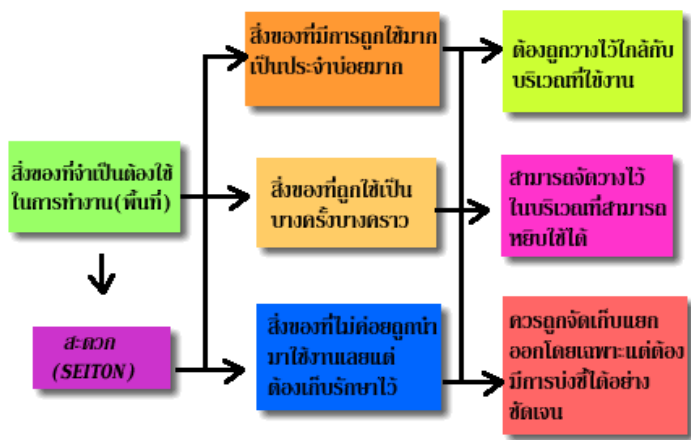 สิ่งของที่จำเป็นต้องใช้
ในการทำงาน(พื้นที่)
สะดวก
(SEITON)
สิ่งของที่มีการถูกใช้มาก
เป็นประจำบ่อยมาก
สิ่งของที่ถูกใช้เป็น
บางครั้งบางคราว
สิ่งของที่ไม่ค่อยถูกนำ
มาใช้งานเลยแต่
ต้องเก็บรักษาไว้
ต้องถูกวางไว้ใกล้กับ
บริเวณที่ใช้งาน
สามารถจัดวางไว้
ในบริเวณที่สามารถ
หยิบใช้ได้
ควรถูกจัดเก็บแยก
ออกโดยเฉพาะแต่ต้อง
มีการบ่งชี้ได้อย่าง
ชัดเจน